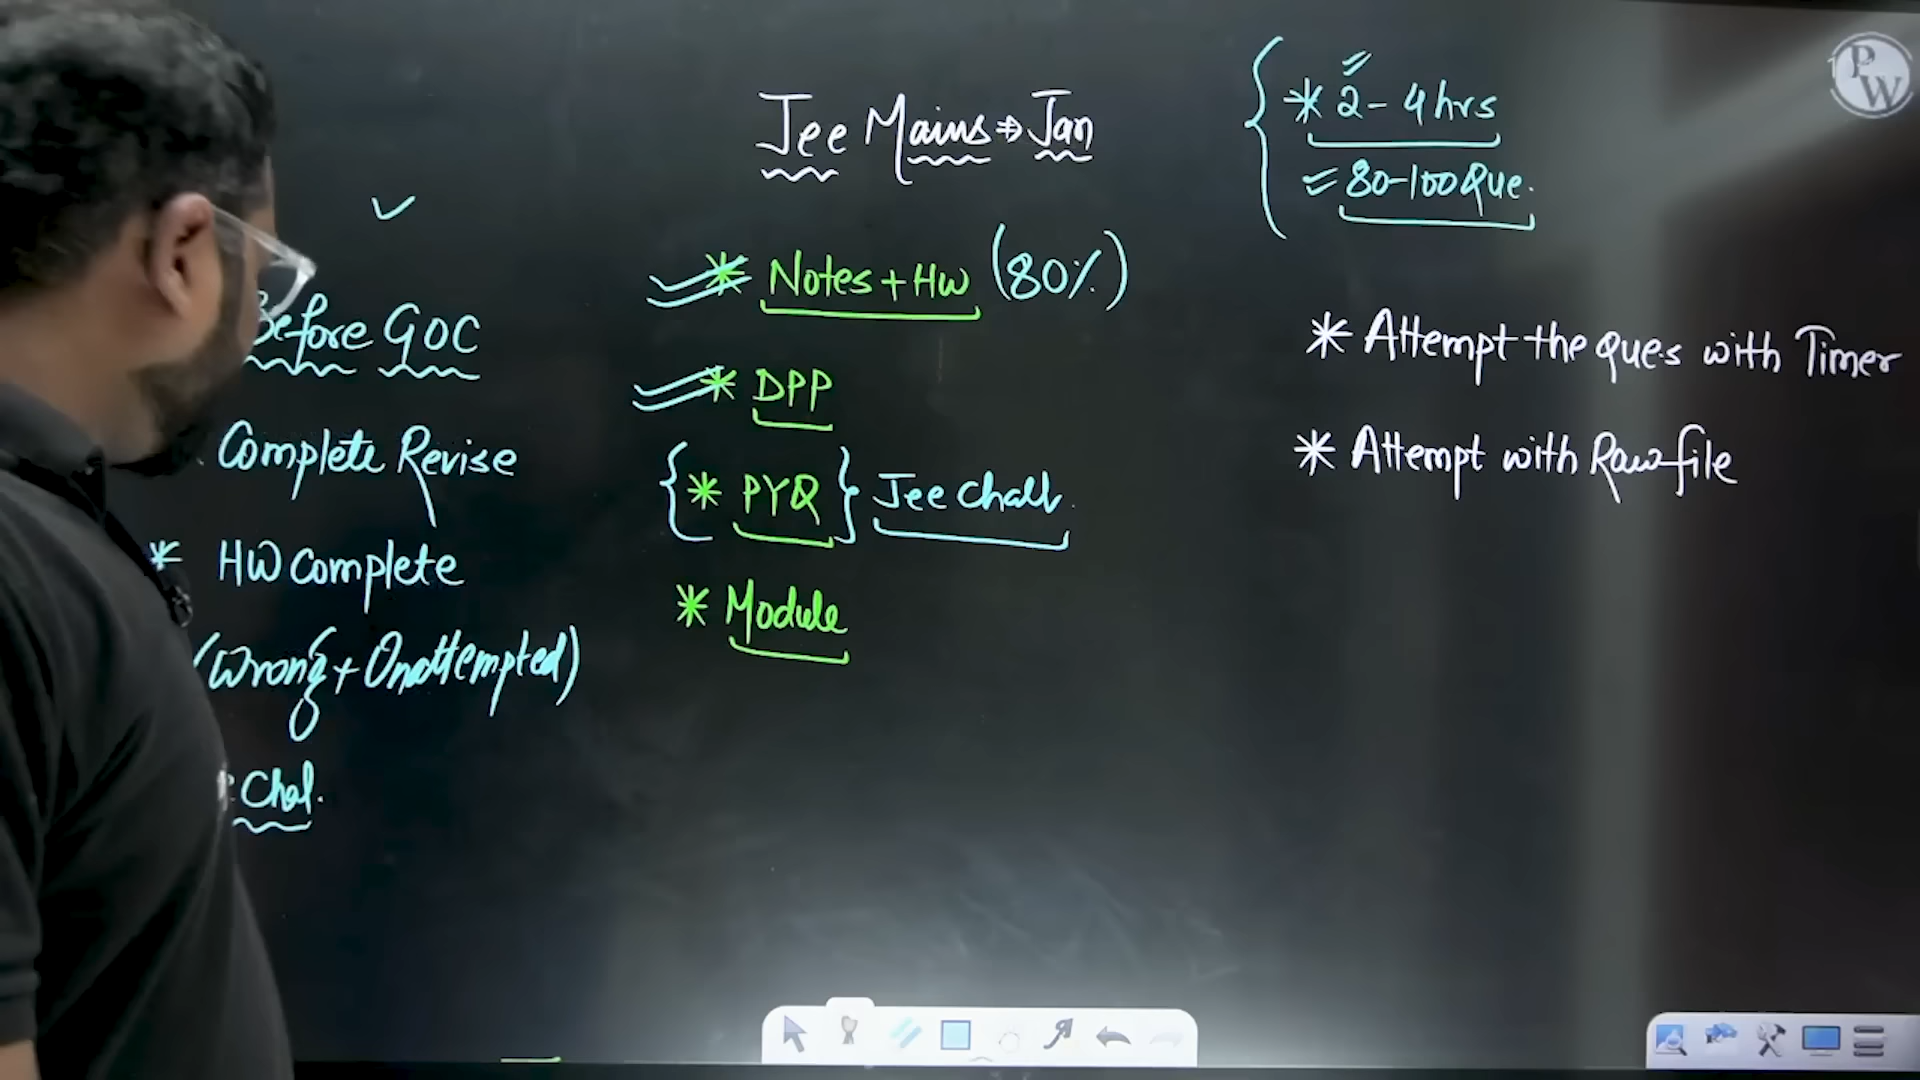 PW
Jee Mains ⇒ Jan
* Notes + HW (80%)
* DPP
{* PYQ} Jee Chall.
* Module
Before GOC
Complete Revise
* HW complete
(Wrong + Unattempted)
Chal.
* 2 - 4 hrs
= 80-100 Que.
* Attempt the ques with Timer
* Attempt with Raw file